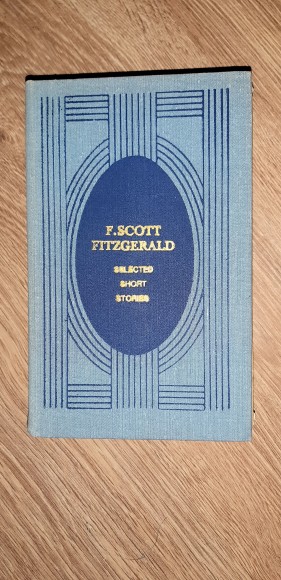 F.SCOTT
FITZGERALD
SELECTED
SHORT
STORIES